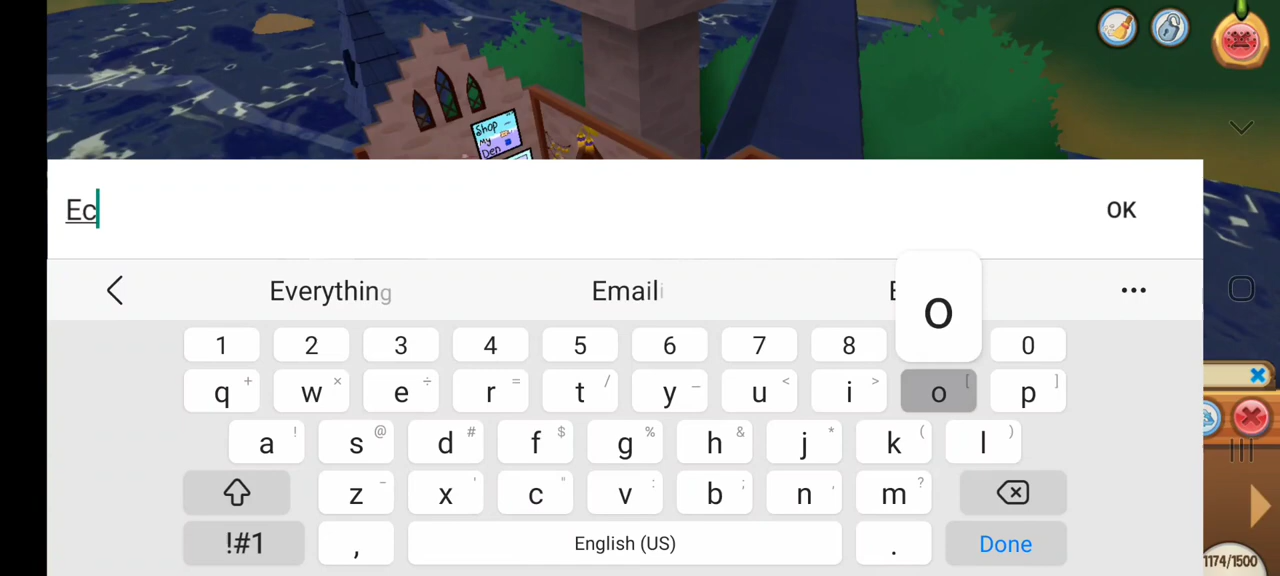 Shop
My
Den
Ec
OK
Everything
Emaili
o
1 2 3 4 5 6 7 8 0
q + w × e ÷ r = t / y _ u < i > o [ p ]
a ! s @ d # f $ g % h & j * k ( l )
z - x ' c " v : b ; n , m ?
!#1 , English (US) . Done
1174/1500